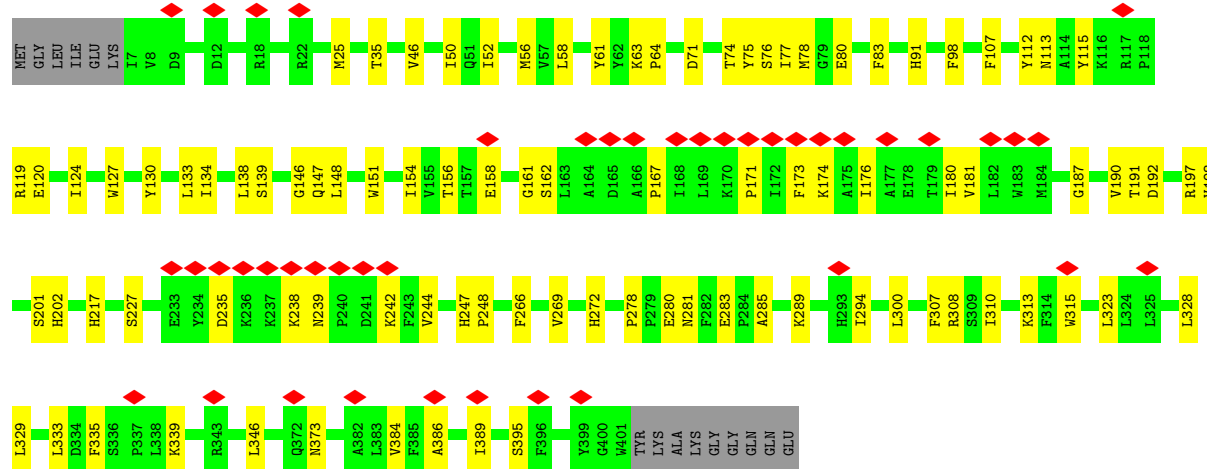 MET GLY LEU ILE GLU LYS I7 V8 D9 D12 R18 R22 M25 T35 V46 I50 Q51 I52 M56 V57 L58 Y61 Y62 K63 P64 D71 T74 Y75 S76 I77 M78 G79 E80 F83 H91 F98 F107 Y112 N113 A114 Y115 K116 R117 P118
R119 E120 I124 W127 Y130 L133 I134 L138 S139 G146 Q147 L148 W151 I154 V155 T156 T157 E158 G161 S162 L163 A164 D165 A166 P167 I168 L169 K170 P171 I172 F173 K174 A175 I176 A177 E178 T179 I180 V181 L182 W183 M184 G187 V190 T191 D192 R197
S201 H202 H217 S227 E233 Y234 D235 K236 K237 K238 N239 P240 D241 K242 F243 V244 H247 P248 F266 V269 H272 P278 P279 E280 N281 F282 E283 P284 A285 K289 H293 I294 L300 F307 R308 S309 I310 K313 F314 W315 L323 L324 L325 L328
L329 L333 D334 F335 S336 P337 L338 K339 R343 L346 Q372 N373 A382 L383 V384 F385 A386 I389 S395 F396 Y399 G400 W401 TYR LYS ALA LYS GLY GLY GLN GLN GLU